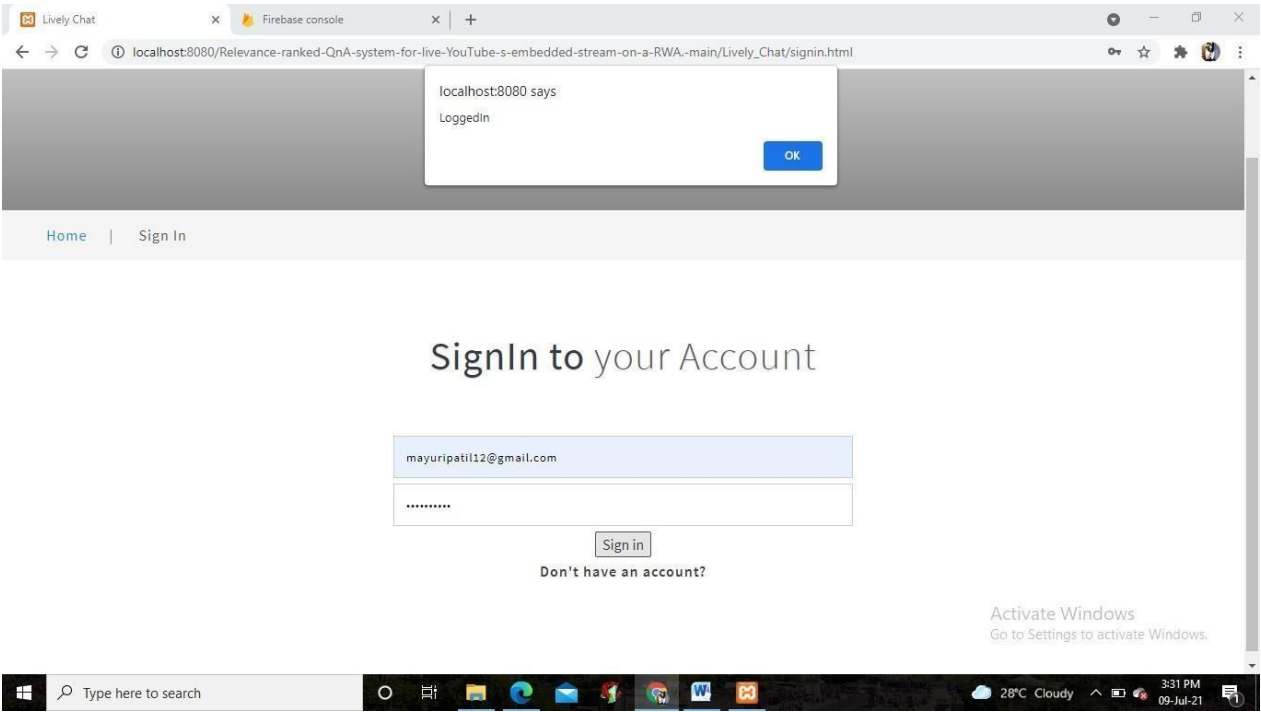 Lively Chat
Firebase console
localhost:8080/Relevance-ranked-QnA-system-for-live-YouTube-s-embedded-stream-on-a-RWA.-main/Lively_Chat/signin.html
localhost:8080 says
LoggedIn
OK
Home | Sign In
SignIn to your Account
mayuripatil12@gmail.com
••••••••••
Sign in
Don't have an account?
Activate Windows
Go to Settings to activate Windows.
Type here to search
28°C Cloudy
3:31 PM
09-Jul-21
1